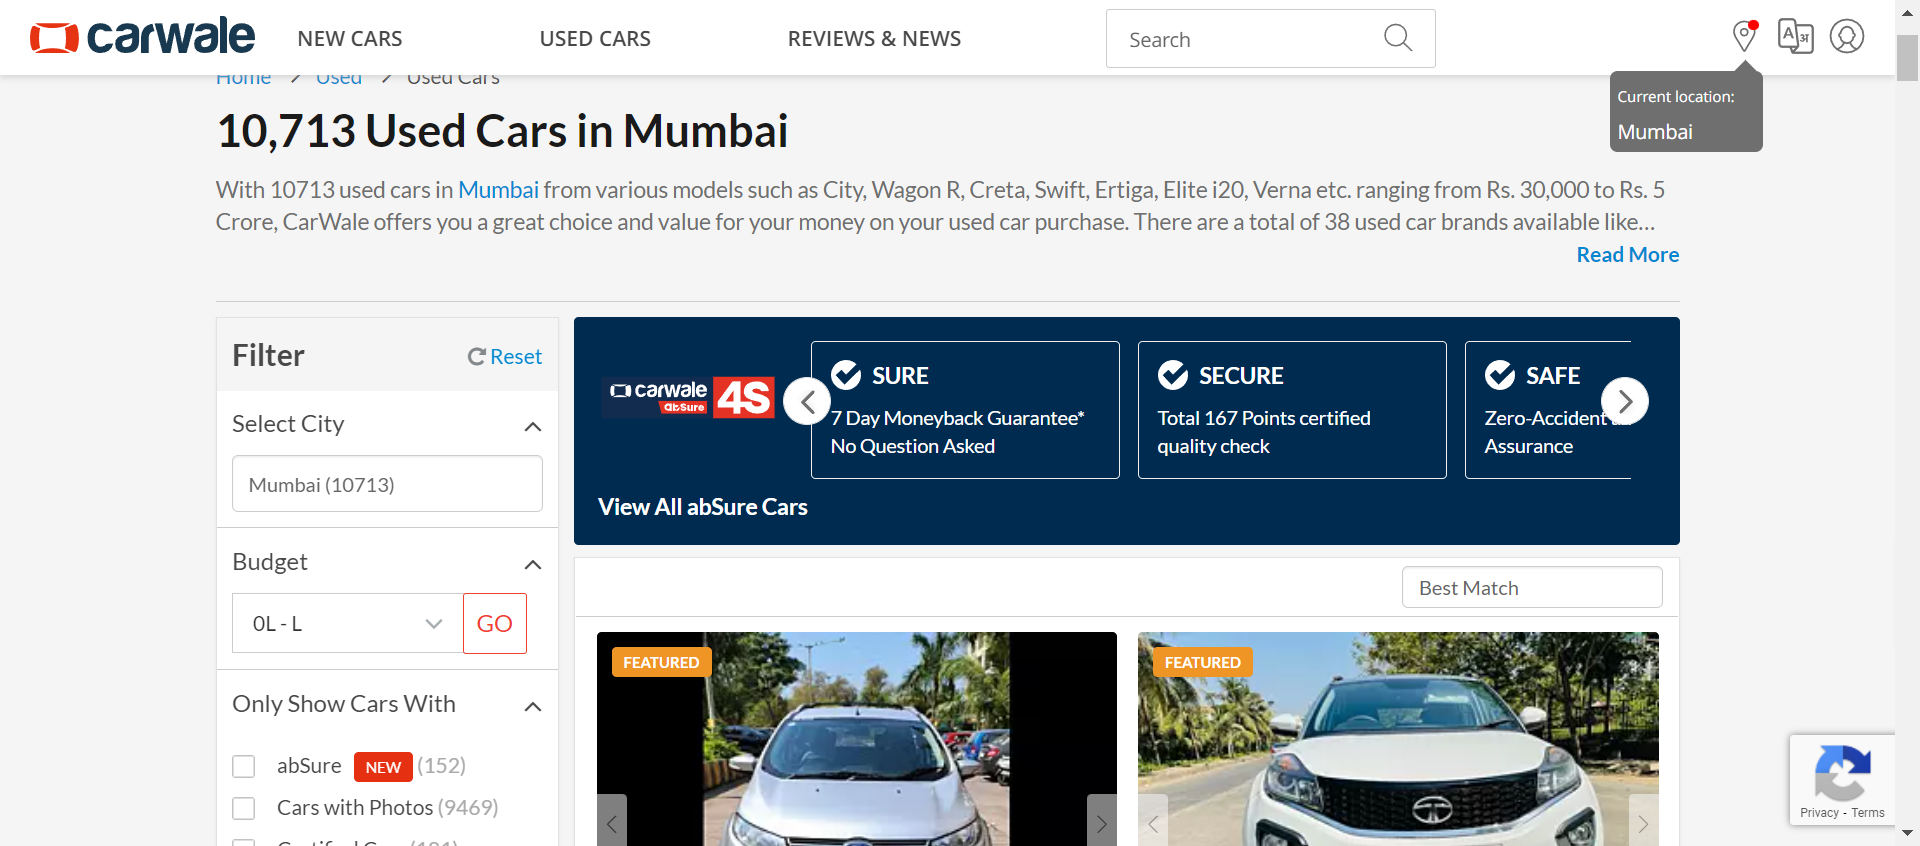 carwale
NEW CARS
USED CARS
REVIEWS & NEWS
Search
Current location:
Mumbai
Home
Used
Used Cars
10,713 Used Cars in Mumbai
With 10713 used cars in Mumbai from various models such as City, Wagon R, Creta, Swift, Ertiga, Elite i20, Verna etc. ranging from Rs. 30,000 to Rs. 5
Crore, CarWale offers you a great choice and value for your money on your used car purchase. There are a total of 38 used car brands available like...
Read More
Filter
Reset
Select City
Mumbai (10713)
Budget
0L - L
GO
Only Show Cars With
abSure NEW (152)
Cars with Photos (9469)
carwale
abSure
4S
SURE
7 Day Moneyback Guarantee*
No Question Asked
SECURE
Total 167 Points certified
quality check
SAFE
Zero-Accident
Assurance
View All abSure Cars
Best Match
FEATURED
FEATURED
Privacy - Terms